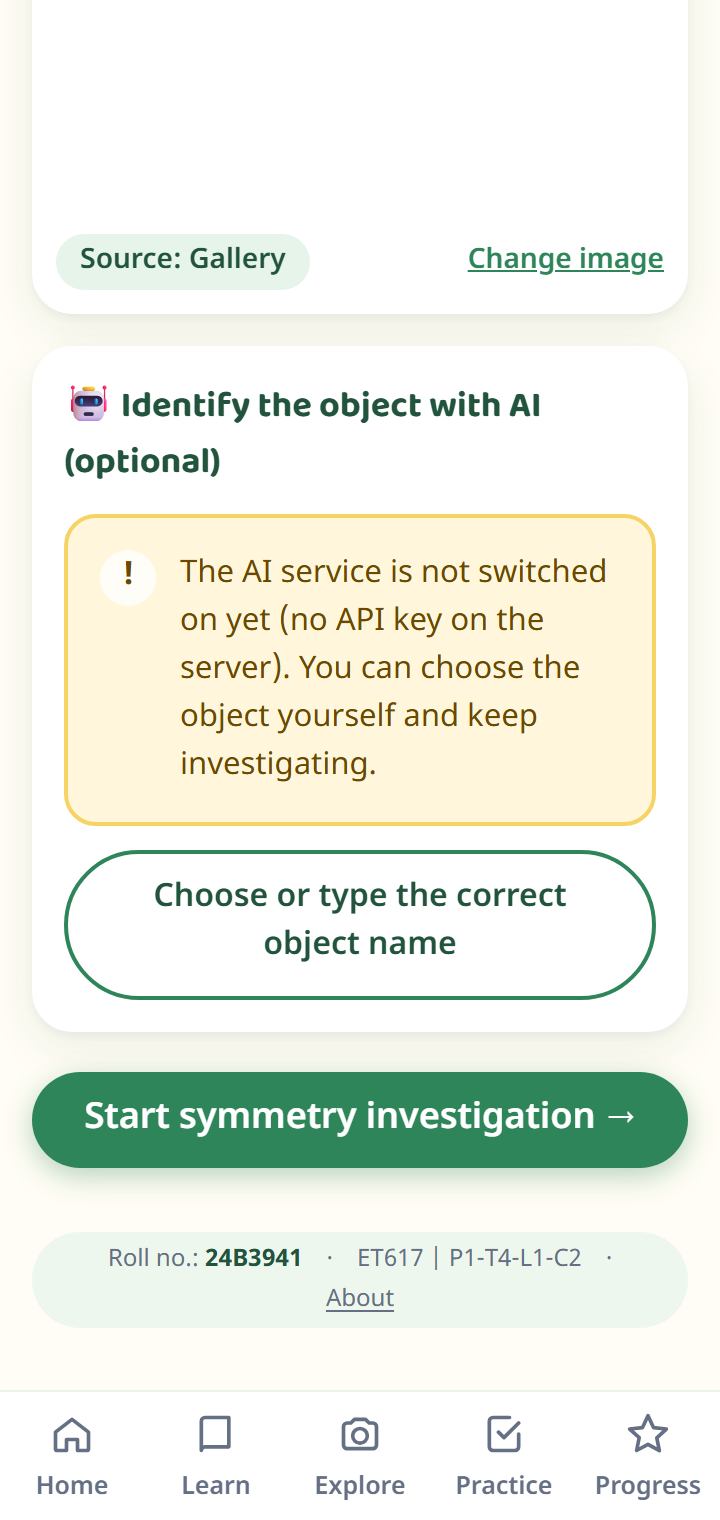 Source: Gallery
Change image
Identify the object with AI
(optional)
!
The AI service is not switched
on yet (no API key on the
server). You can choose the
object yourself and keep
investigating.
Choose or type the correct
object name
Start symmetry investigation →
Roll no.: 24B3941 · ET617 | P1-T4-L1-C2 ·
About
Home
Learn
Explore
Practice
Progress